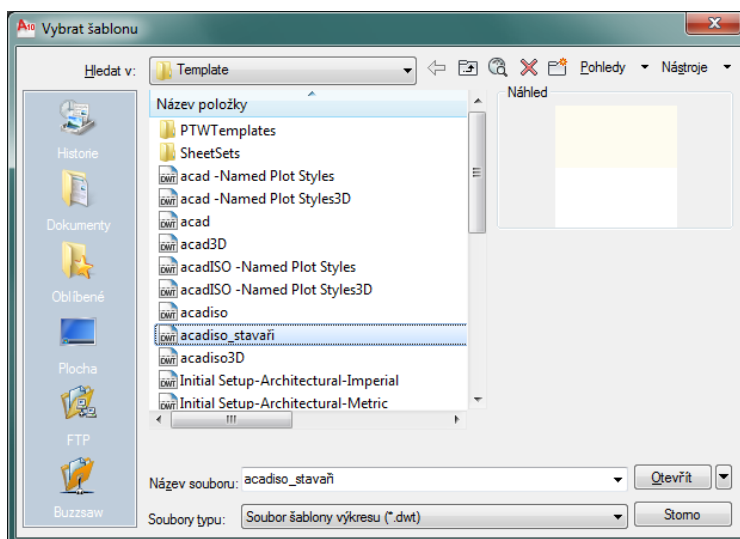 A10 Vybrat šablonu
Hledat v: Template Pohledy Nástroje
Název položky
Náhled
PTWTemplates
SheetSets
acad -Named Plot Styles
acad -Named Plot Styles3D
acad
acad3D
acadISO -Named Plot Styles
acadISO -Named Plot Styles3D
acadiso
acadiso_stavaři
acadiso3D
Initial Setup-Architectural-Imperial
Initial Setup-Architectural-Metric
Historie
Dokumenty
Oblíbené
Plocha
FTP
Buzzsaw
Název souboru: acadiso_stavaři Otevřít
Soubory typu: Soubor šablony výkresu (*.dwt) Storno